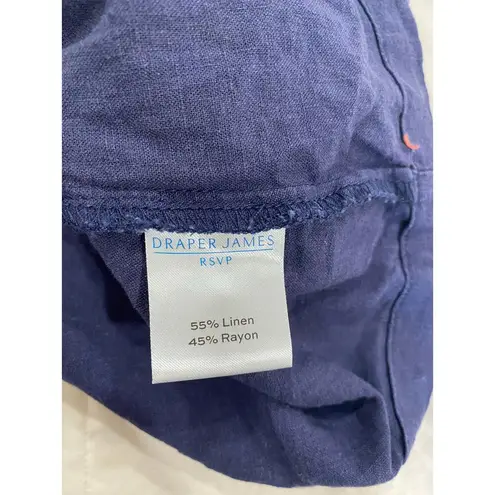 DRAPER JAMES
RSVP
55% Linen
45% Rayon